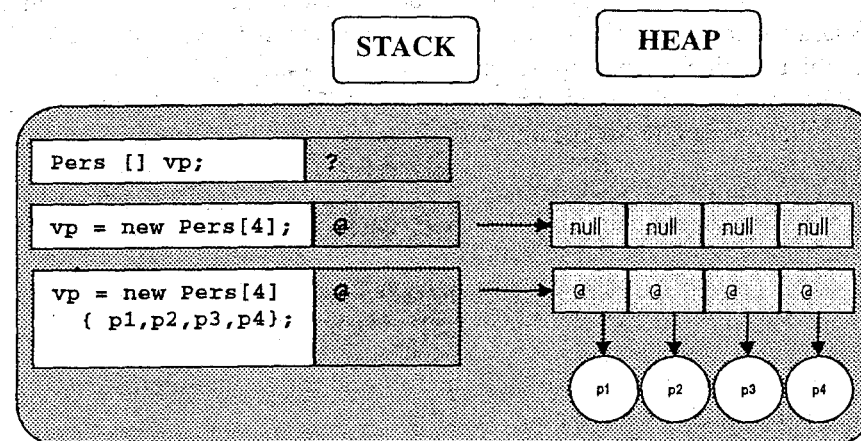 STACK HEAP
Pers [] vp; ?
vp = new Pers[4]; @ null null null null
vp = new Pers[4] @ @ @ @ @
{ p1,p2,p3,p4};
p1 p2 p3 p4